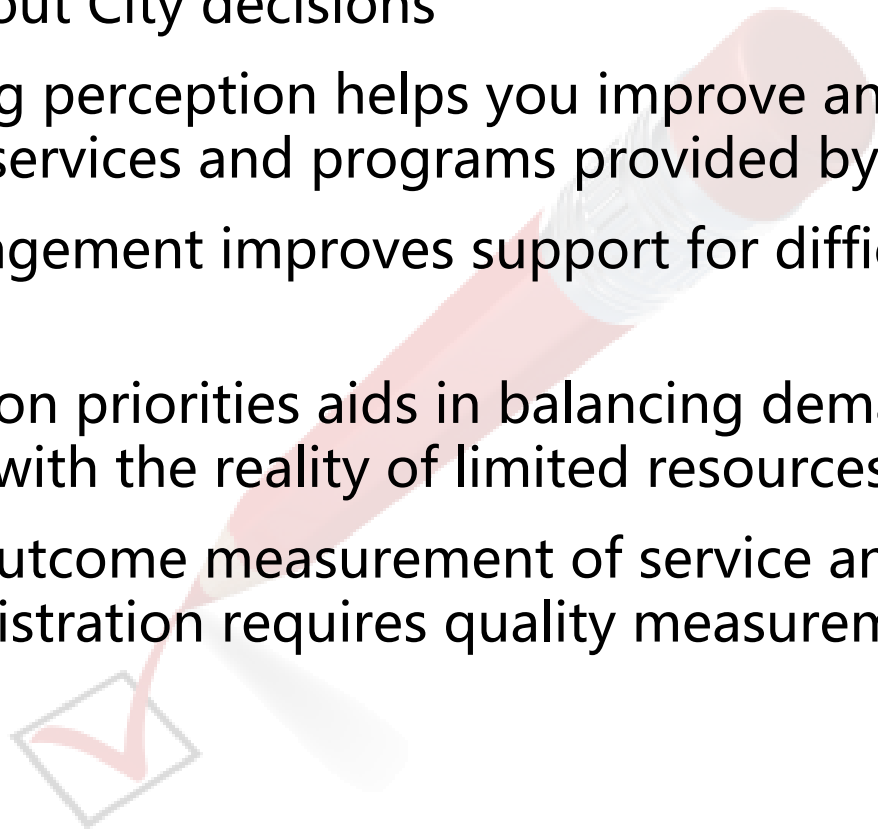 out City decisions
g perception helps you improve an
services and programs provided by
agement improves support for diffi
on priorities aids in balancing dema
with the reality of limited resources
utcome measurement of service an
istration requires quality measurem